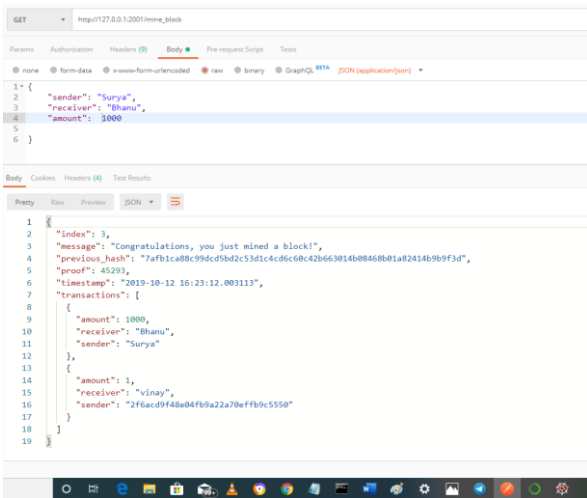 GET http://127.0.0.1:2001/mine_block
Params Authorization Headers (9) Body Pre-request Script Tests
none form-data x-www-form-urlencoded raw binary GraphQL BETA JSON (application/json)
1 {
2 "sender": "Surya",
3 "receiver": "Bhanu",
4 "amount": 1000
5
6 }
Body Cookies Headers (4) Test Results
Pretty Raw Preview JSON
1 {
2 "index": 3,
3 "message": "Congratulations, you just mined a block!",
4 "previous_hash": "7afb1ca88c99dcd5bd2c53d1c4cd6c60c42b663014b08468b01a82414b9b9f3d",
5 "proof": 45293,
6 "timestamp": "2019-10-12 16:23:12.003113",
7 "transactions": [
8 {
9 "amount": 1000,
10 "receiver": "Bhanu",
11 "sender": "Surya"
12 },
13 {
14 "amount": 1,
15 "receiver": "vinay",
16 "sender": "2f6acd9f48e04fb9a22a70effb9c5550"
17 }
18 ]
19 }